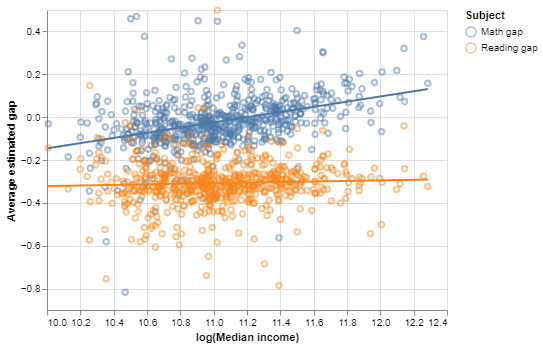 Subject
Math gap
Reading gap
0.4
0.2
0.0
−0.2
−0.4
−0.6
−0.8
Average estimated gap
10.0 10.2 10.4 10.6 10.8 11.0 11.2 11.4 11.6 11.8 12.0 12.2 12.4
log(Median income)